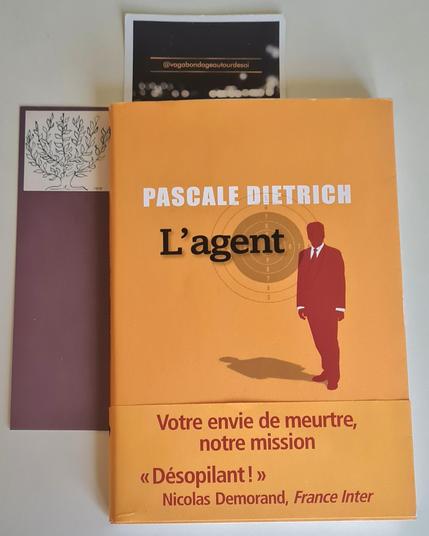 @vagabondageautourdesoi
PASCALE DIETRICH
L'agent
Votre envie de meurtre,
notre mission
« Désopilant ! »
Nicolas Demorand, France Inter